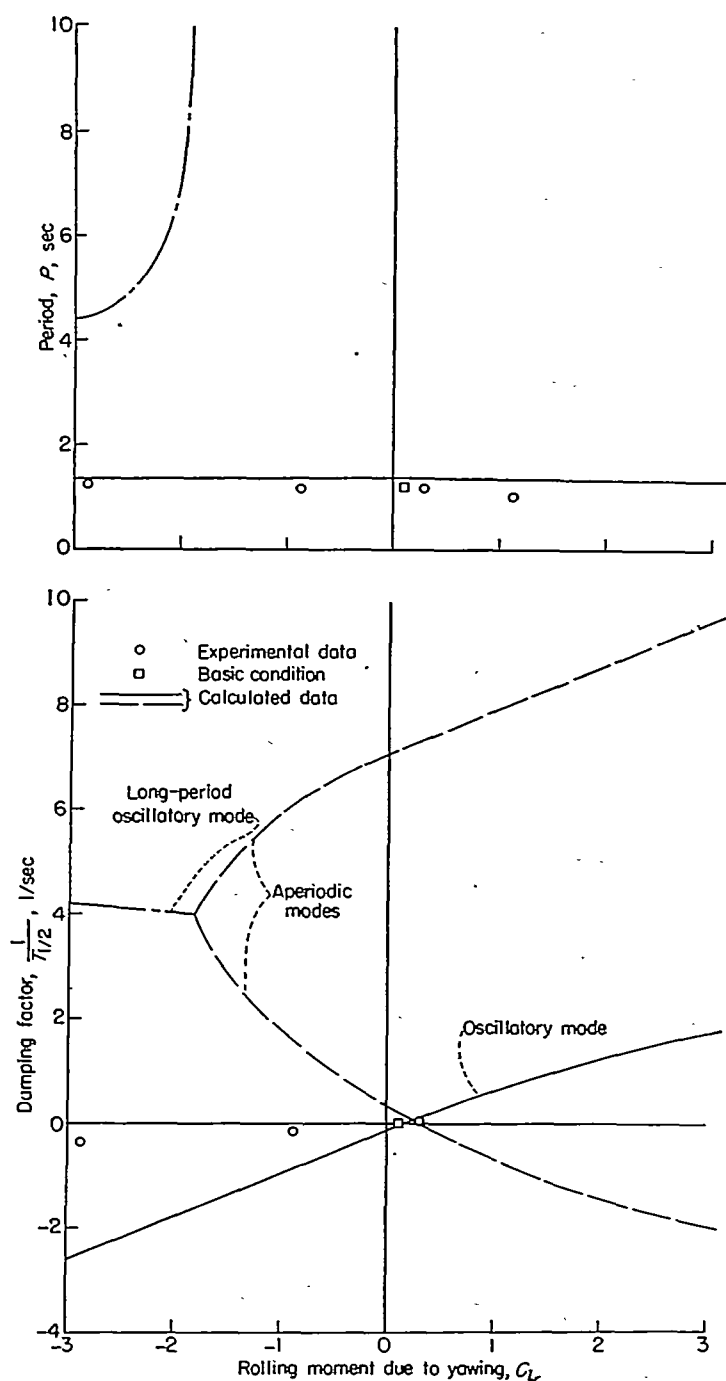 10
8
6
4
2
0
Period, P, sec
10
8
6
4
2
0
-2
-4
Damping factor, 1/T1/2, 1/sec
Experimental data
Basic condition
Calculated data
Long-period
oscillatory mode
Aperiodic
modes
Oscillatory mode
-3 -2 -1 0 1 2 3
Rolling moment due to yawing, Clr